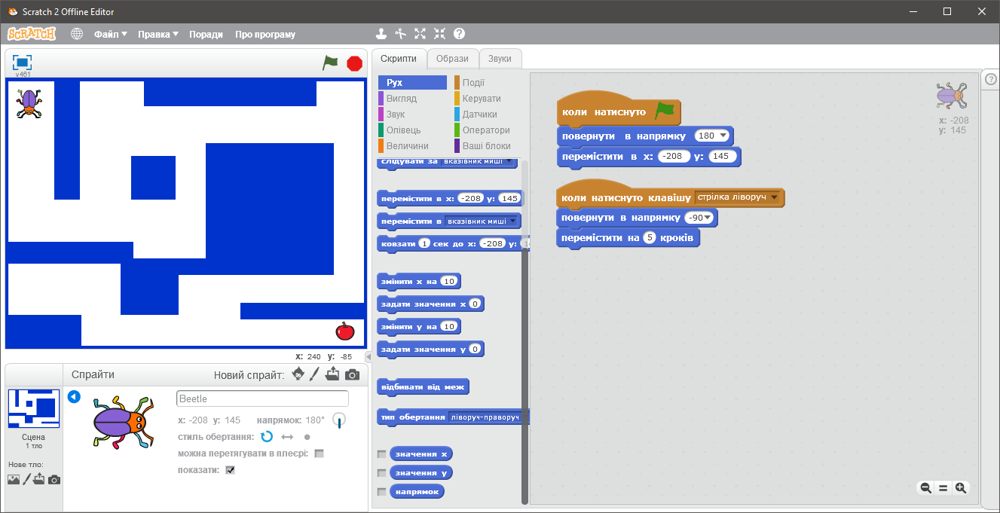 Scratch 2 Offline Editor
SCRATCH
Файл
Правка
Поради
Про програму
v461
x: 240 y: -85
Спрайти
Новий спрайт:
Beetle
x: -208 y: 145 напрямок: 180°
стиль обертання:
можна перетягувати в плеєрі:
показати:
Сцена
1 тло
Нове тло:
Скрипти
Образи
Звуки
Рух
Події
Вигляд
Керувати
Звук
Датчики
Олівець
Оператори
Величини
Ваші блоки
слідувати за вказівник миші
перемістити в x: -208 y: 145
перемістити в вказівник миші
ковзати 1 сек до x: -208 y:
змінити x на 10
задати значення x 0
змінити y на 10
задати значення y 0
відбивати від меж
тип обертання ліворуч-праворуч
значення x
значення y
напрямок
коли натиснуто
повернути в напрямку 180
перемістити в x: -208 y: 145
коли натиснуто клавішу стрілка ліворуч
повернути в напрямку -90
перемістити на 5 кроків
x: -208
y: 145